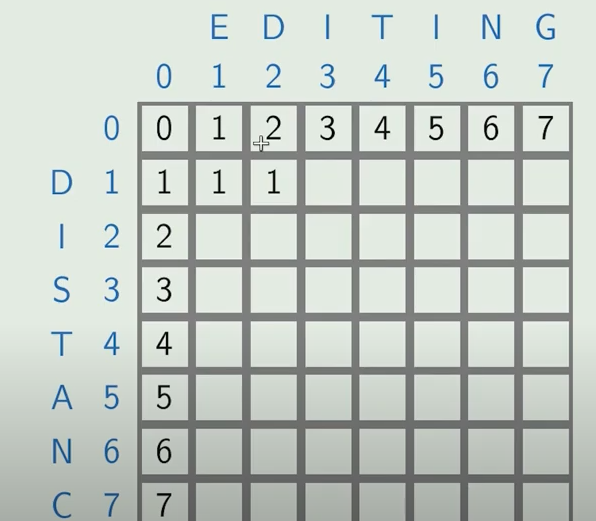 E D I T I N G
0 1 2 3 4 5 6 7
0 0 1 2 3 4 5 6 7
D 1 1 1 1
I 2 2
S 3 3
T 4 4
A 5 5
N 6 6
C 7 7